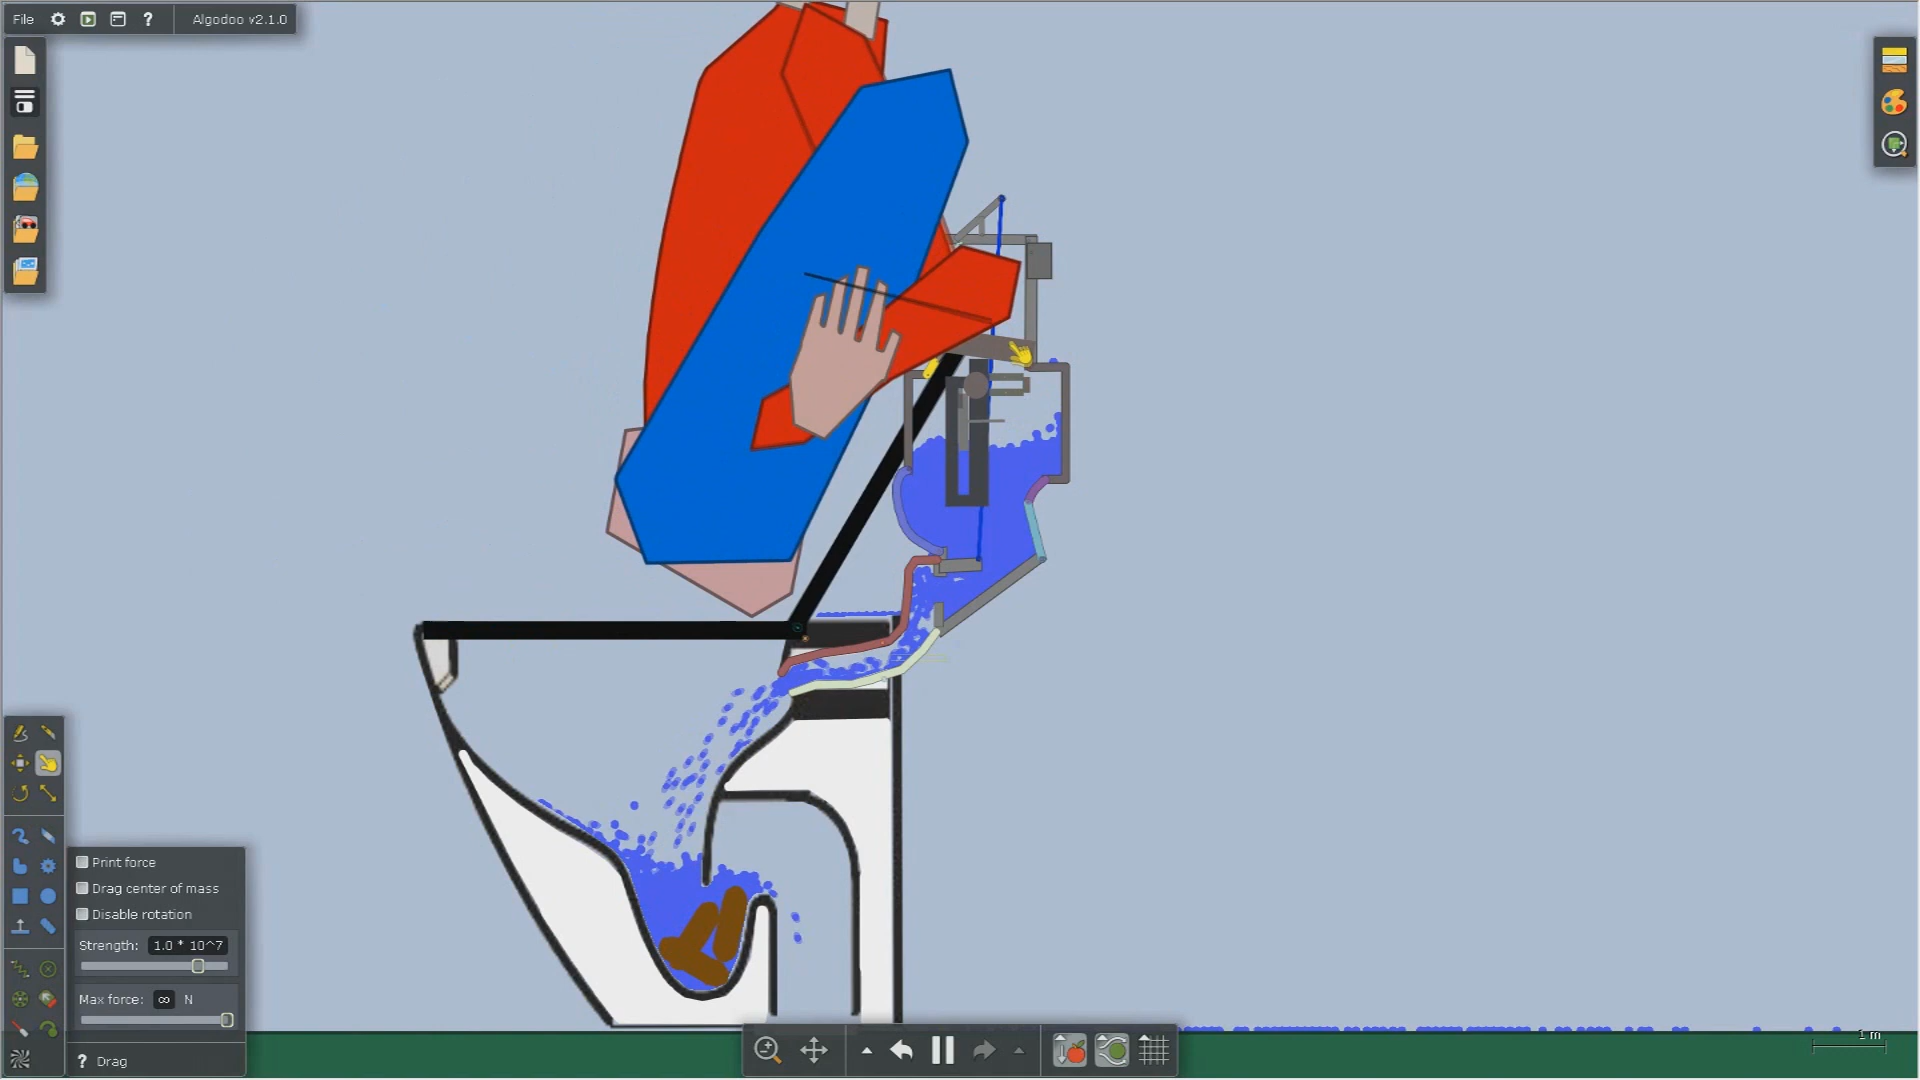 File
?
Algodoo v2.1.0
Print force
Drag center of mass
Disable rotation
Strength: 1.0 * 10^7
Max force: ∞ N
? Drag
1 m